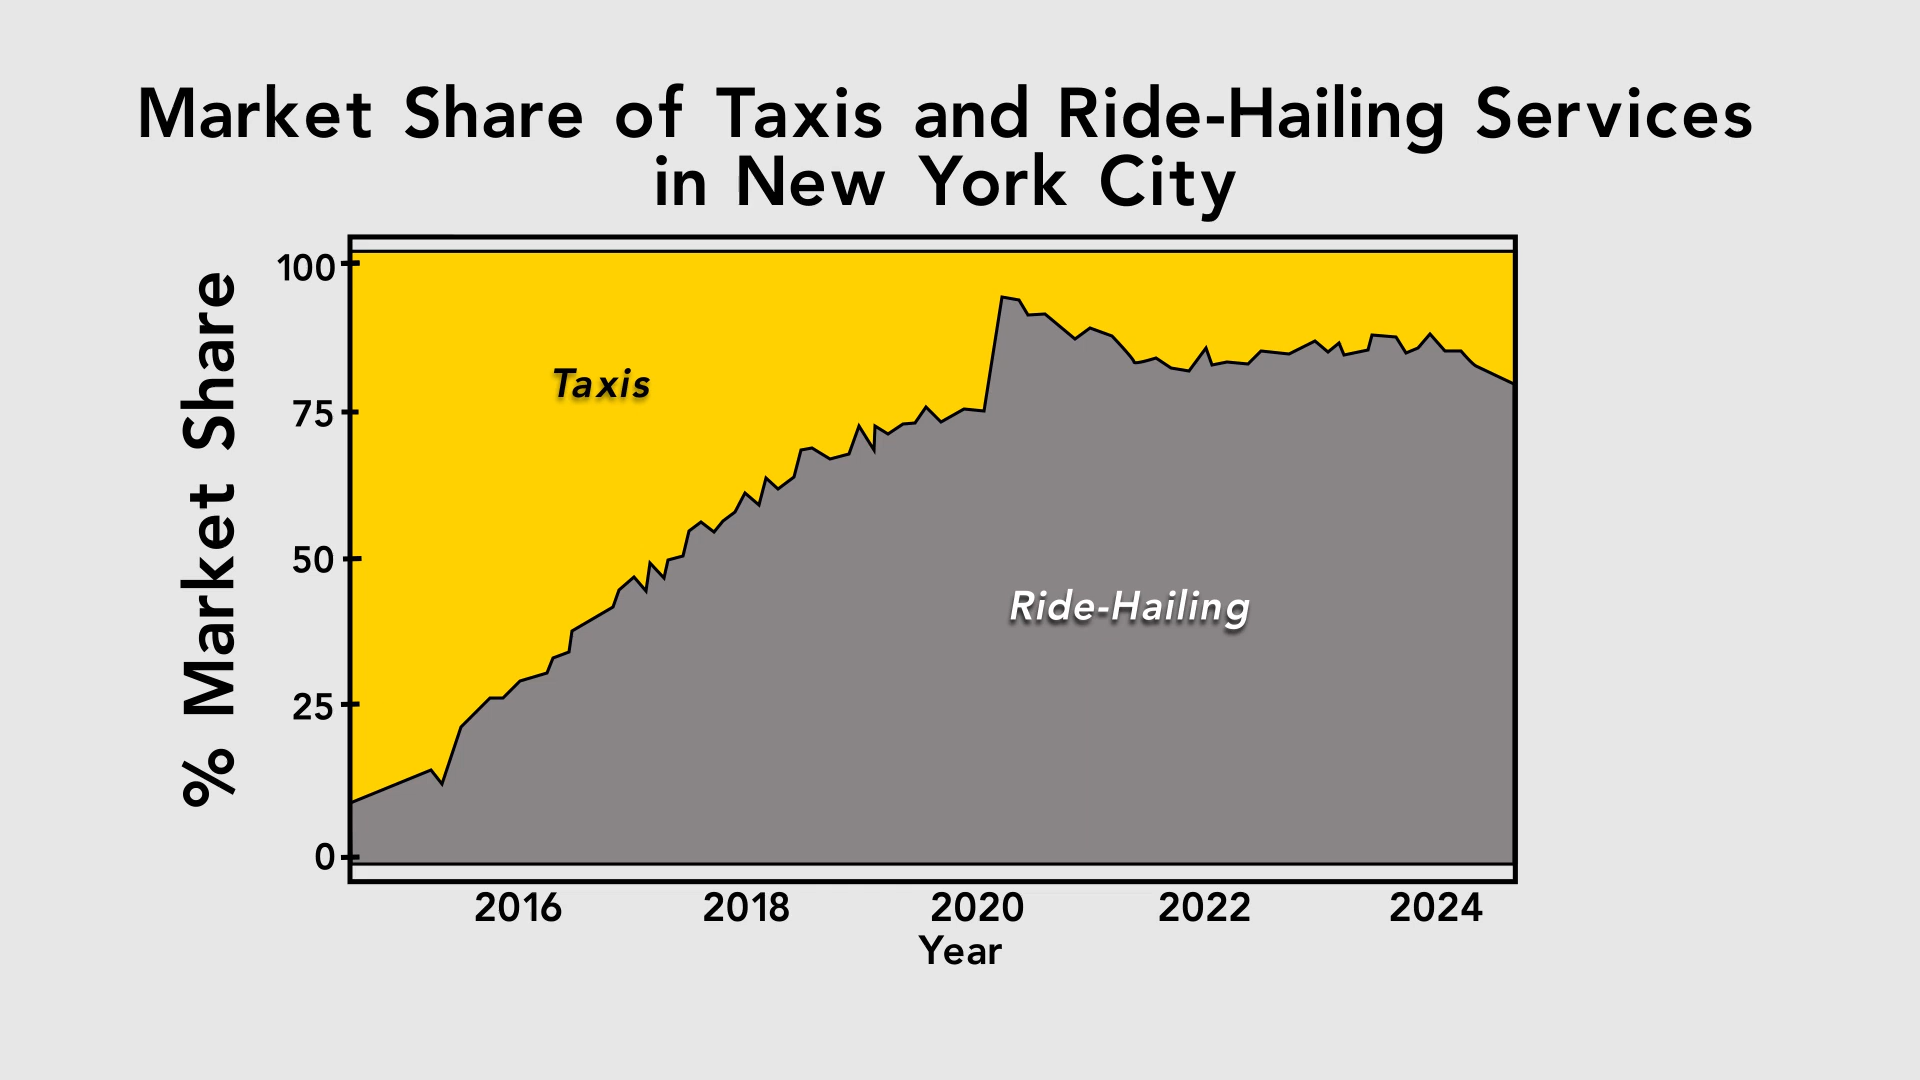 Market Share of Taxis and Ride-Hailing Services
in New York City
% Market Share
100
75
50
25
0
Taxis
Ride-Hailing
2016 2018 2020 2022 2024
Year